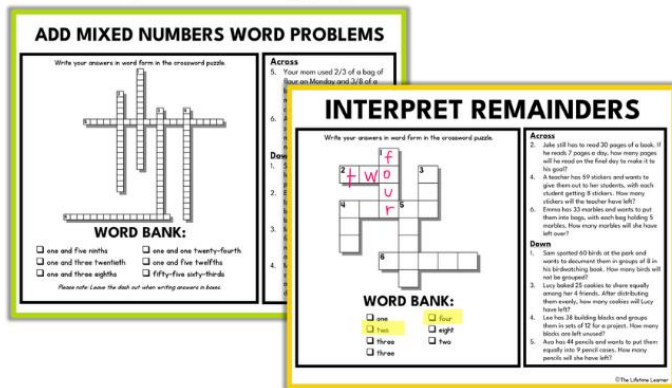 ADD MIXED NUMBERS WORD PROBLEMS
Write your answers in word form in the crossword puzzle.
WORD BANK:
one and five ninths
one and one twenty-fourth
one and three twentieth
one and five twelfths
one and three eighths
fifty-five sixty-thirds
Please note: Leave the dash out when writing answers in boxes.
Across
5. Your mom used 2/3 of a bag of
flour on Monday and 3/8 of a
6.
Down
1.
2.
3.
4.
INTERPRET REMAINDERS
Write your answers in word form in the crossword puzzle.
1
f
2 t w o 3
u
4 r 5
6
WORD BANK:
one
four
two
eight
three
two
three
Across
2. Jake still has to read 30 pages of a book. If
he reads 7 pages a day, how many pages
will he read on the final day to make it to
his goal?
4. A teacher has 59 stickers and wants to
give them out to her students, with each
student getting 8 stickers. How many
stickers will the teacher have left?
6. Emma has 33 marbles and wants to put
them into bags, with each bag holding 5
marbles. How many marbles will she have
left over?
Down
1. Sam spotted 60 birds at the park and
wants to document them in groups of 8 in
his birdwatching book. How many birds will
not be grouped?
3. Lucy baked 25 cookies to share equally
among her 4 friends. After distributing
them evenly, how many cookies will Lucy
have left?
4. Leo has 38 building blocks and groups
them in sets of 12 for a project. How many
blocks are left unused?
5. Ava has 44 pencils and wants to put them
equally into 9 pencil cases. How many
pencils will she have left?
©The Lifetime Learner